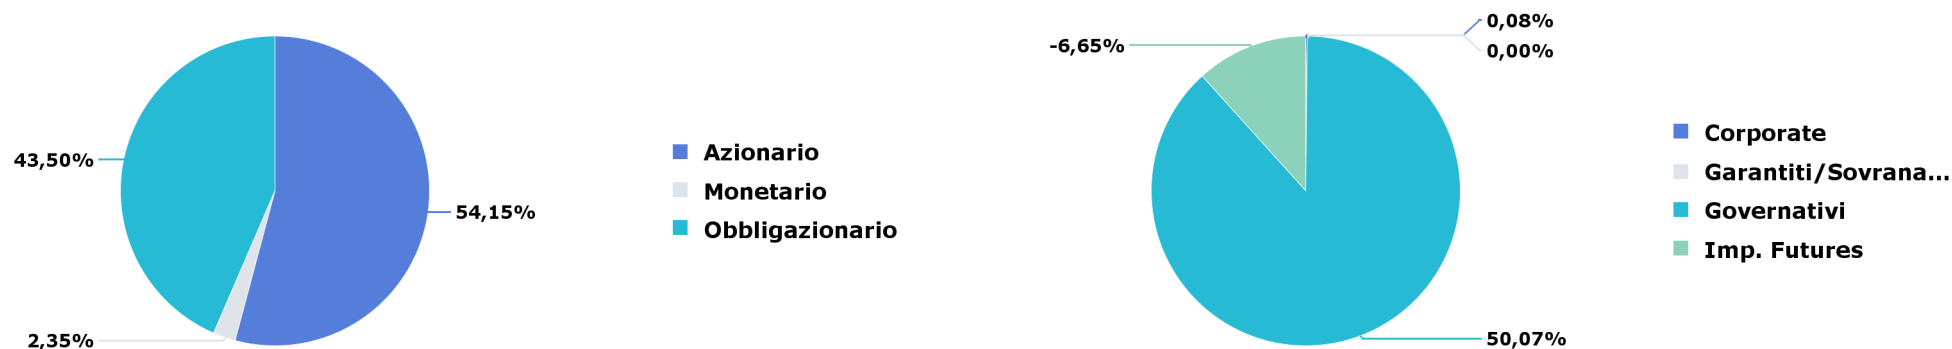 43,50%
2,35%
54,15%
Azionario
Monetario
Obbligazionario
-6,65%
0,08%
0,00%
50,07%
Corporate
Garantiti/Sovrana...
Governativi
Imp. Futures